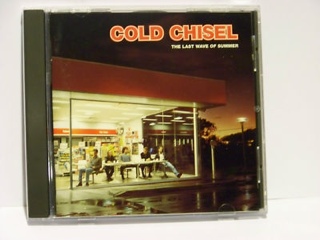 COLD CHISEL
THE LAST WAVE OF SUMMER